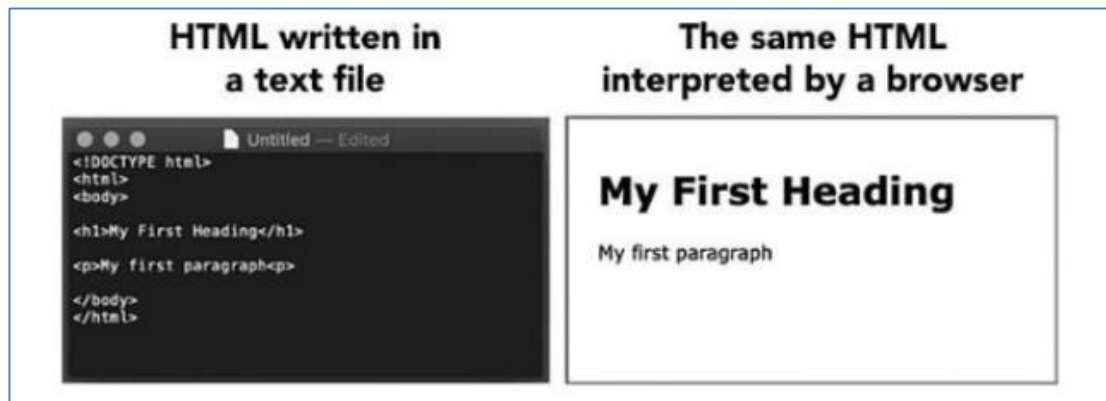 HTML written in
a text file
Untitled — Edited
<!DOCTYPE html>
<html>
<body>
<h1>My First Heading</h1>
<p>My first paragraph<p>
</body>
</html>
The same HTML
interpreted by a browser
My First Heading
My first paragraph